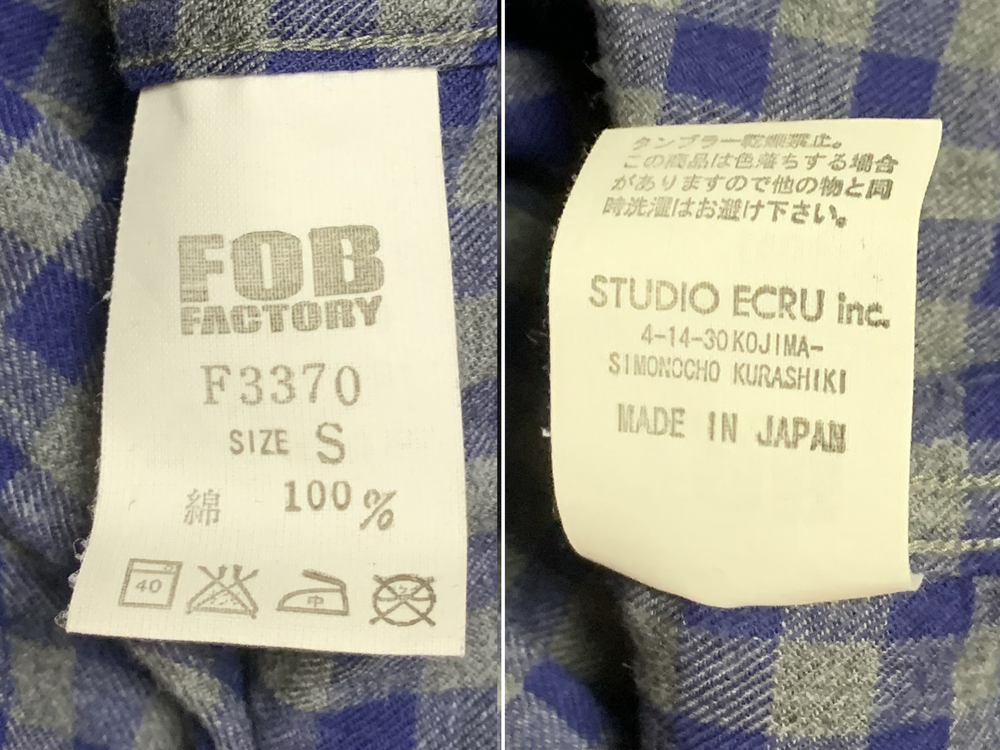 FOB
FACTORY
F3370
SIZE S
綿 100%
40
中
タンブラー乾燥禁止。
この商品は色落ちする場合
がありますので他の物と同
時洗濯はお避け下さい。
STUDIO ECRU inc.
4-14-30 KOJIMA-
SIMONOCHO KURASHIKI
MADE IN JAPAN